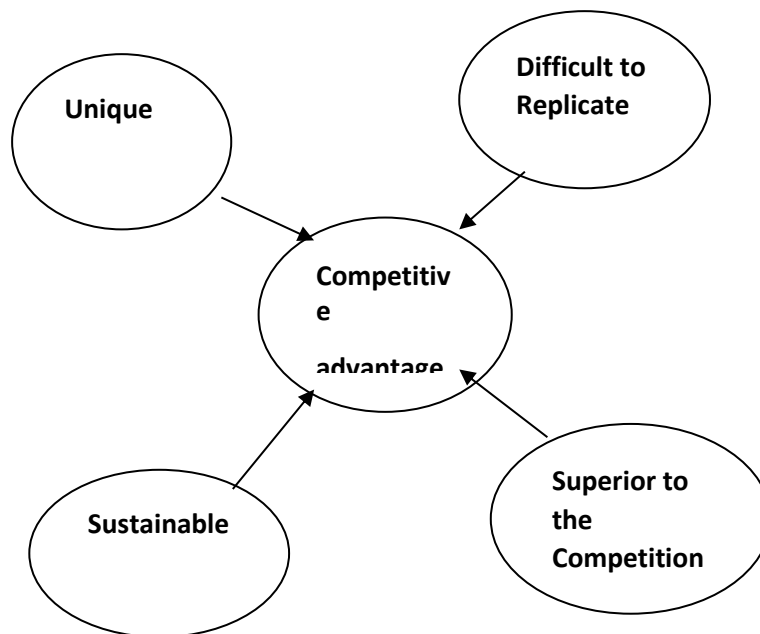 Unique
Difficult to
Replicate
Competitiv
e
advantage
Sustainable
Superior to
the
Competition